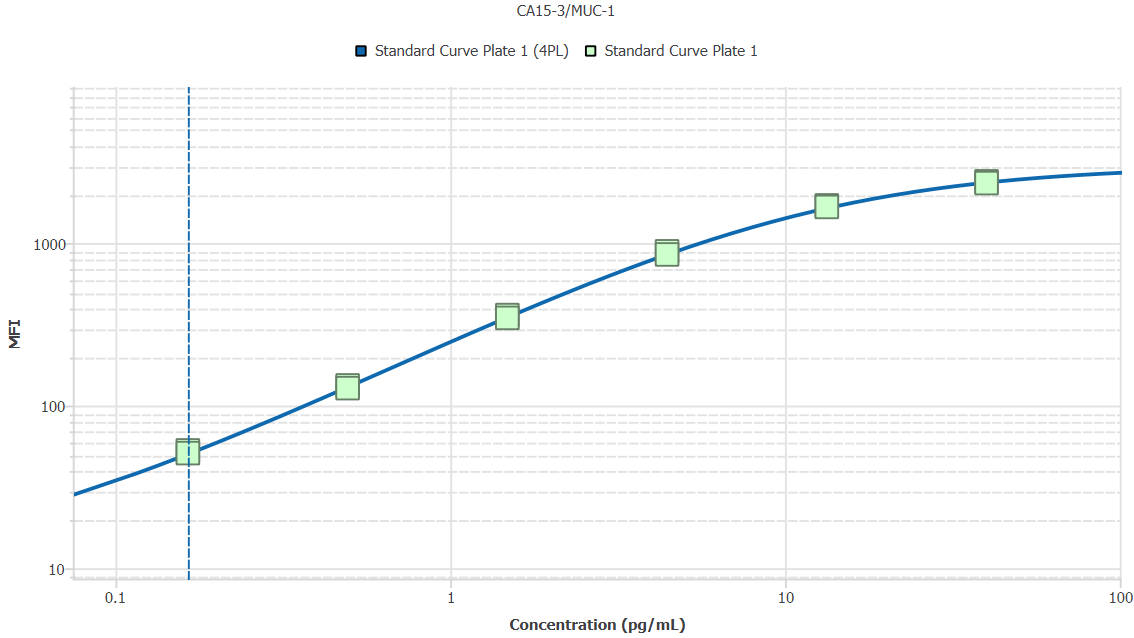 CA15-3/MUC-1
Standard Curve Plate 1 (4PL) Standard Curve Plate 1
1000
100
10
MFI
0.1 1 10 100
Concentration (pg/mL)